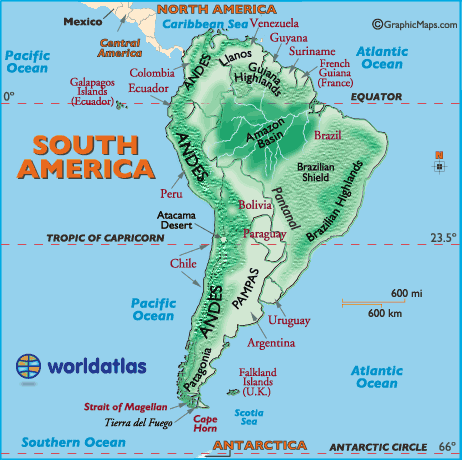 NORTH AMERICA
©GraphicMaps.com
Mexico
Caribbean Sea
Venezuela
Central
America
Guyana
Suriname
Pacific
Ocean
Atlantic
Ocean
ANDES
Llanos
Guiana
Highlands
French
Guiana
(France)
Colombia
Galapagos
Islands
(Ecuador)
Ecuador
0°
EQUATOR
Amazon
Basin
Brazil
SOUTH
AMERICA
ANDES
Brazilian
Shield
N
Peru
Pantanal
Brazilian Highlands
Bolivia
Atacama
Desert
Paraguay
TROPIC OF CAPRICORN
23.5°
Chile
PAMPAS
600 mi
600 km
Pacific
Ocean
ANDES
Uruguay
Argentina
worldatlas
Patagonia
Falkland
Islands
(U.K.)
Atlantic
Ocean
Strait of Magellan
Tierra del Fuego
Cape
Horn
Scotia
Sea
Southern Ocean
ANTARCTICA
ANTARCTIC CIRCLE
66°